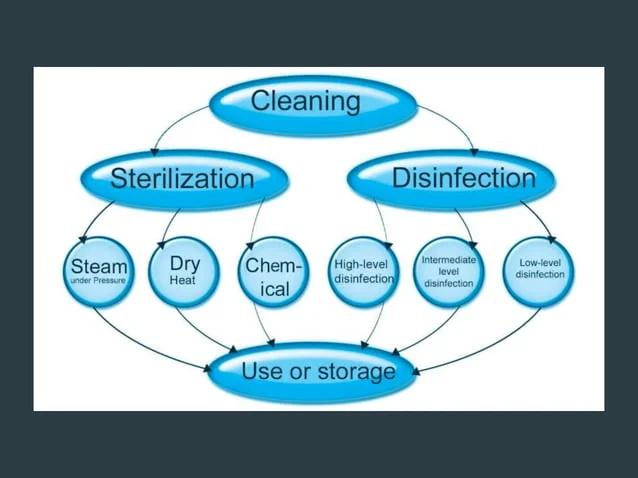 Cleaning
Sterilization
Disinfection
Steam
under Pressure
Dry
Heat
Chem-
ical
High-level
disinfection
Intermediate
level
disinfection
Low-level
disinfection
Use or storage